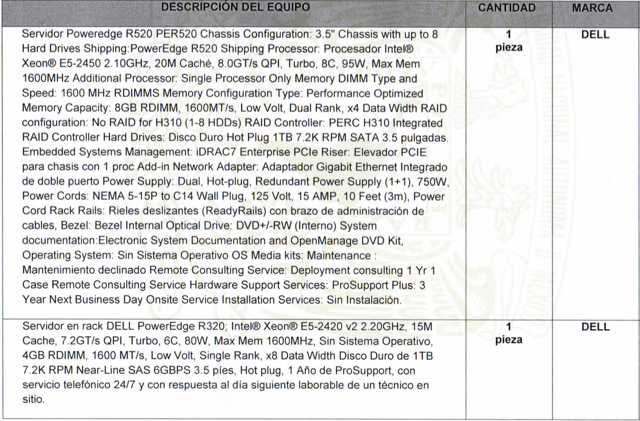 DESCRIPCIÓN DEL EQUIPO CANTIDAD MARCA
Servidor Poweredge R520 PER520 Chassis Configuration: 3.5" Chassis with up to 8
Hard Drives Shipping:PowerEdge R520 Shipping Processor: Procesador Intel®
Xeon® E5-2450 2.10GHz, 20M Caché, 8.0GT/s QPI, Turbo, 8C, 95W, Max Mem
1600MHz Additional Processor: Single Processor Only Memory DIMM Type and
Speed: 1600 MHz RDIMMS Memory Configuration Type: Performance Optimized
Memory Capacity: 8GB RDIMM, 1600MT/s, Low Volt, Dual Rank, x4 Data Width RAID
configuration: No RAID for H310 (1-8 HDDs) RAID Controller: PERC H310 Integrated
RAID Controller Hard Drives: Disco Duro Hot Plug 1TB 7.2K RPM SATA 3.5 pulgadas.
Embedded Systems Management: iDRAC7 Enterprise PCIe Riser: Elevador PCIE
para chasis con 1 proc Add-in Network Adapter: Adaptador Gigabit Ethernet Integrado
de doble puerto Power Supply: Dual, Hot-plug, Redundant Power Supply (1+1), 750W,
Power Cords: NEMA 5-15P to C14 Wall Plug, 125 Volt, 15 AMP, 10 Feet (3m), Power
Cord Rack Rails: Rieles deslizantes (ReadyRails) con brazo de administración de
cables, Bezel: Bezel Internal Optical Drive: DVD+/-RW (Interno) System
documentation:Electronic System Documentation and OpenManage DVD Kit,
Operating System: Sin Sistema Operativo OS Media kits: Maintenance :
Mantenimiento declinado Remote Consulting Service: Deployment consulting 1 Yr 1
Case Remote Consulting Service Hardware Support Services: ProSupport Plus: 3
Year Next Business Day Onsite Service Installation Services: Sin Instalación.
1
pieza
DELL
Servidor en rack DELL PowerEdge R320; Intel® Xeon® E5-2420 v2 2.20GHz, 15M
Cache, 7.2GT/s QPI, Turbo, 6C, 80W, Max Mem 1600MHz, Sin Sistema Operativo,
4GB RDIMM, 1600 MT/s, Low Volt, Single Rank, x8 Data Width Disco Duro de 1TB
7.2K RPM Near-Line SAS 6GBPS 3.5 pies, Hot plug, 1 Año de ProSupport, con
servicio telefónico 24/7 y con respuesta al día siguiente laborable de un técnico en
sitio.
1
pieza
DELL